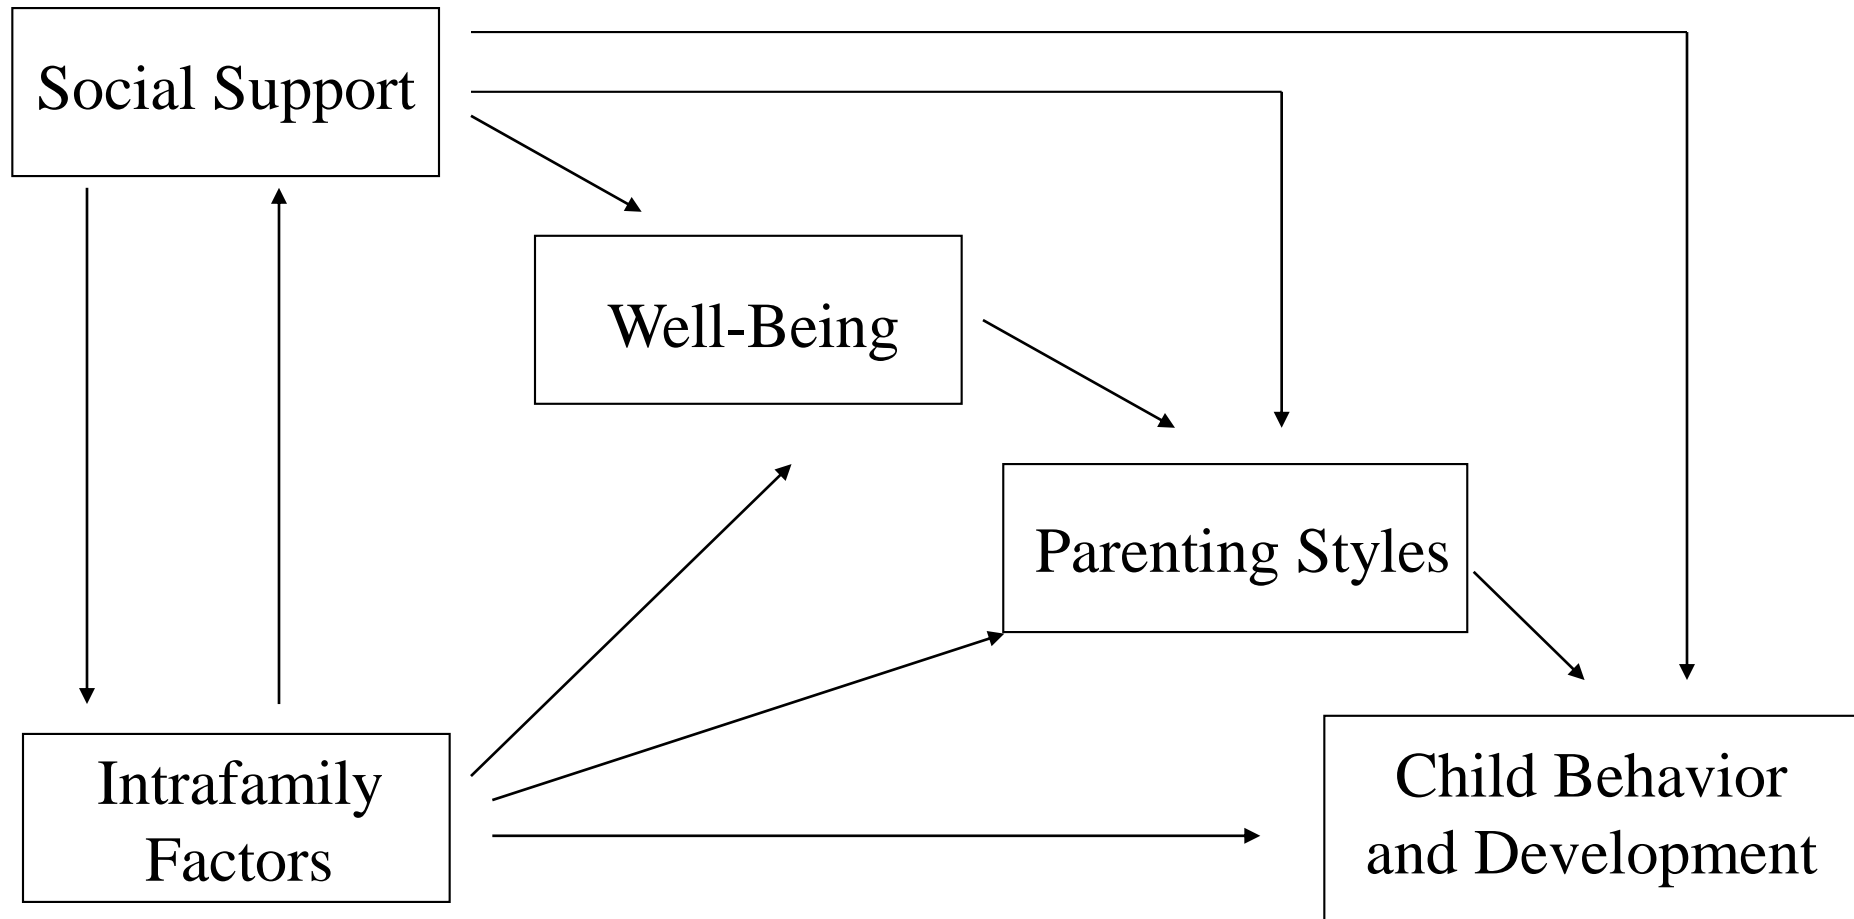 Social Support
Well-Being
Parenting Styles
Intrafamily
Factors
Child Behavior
and Development